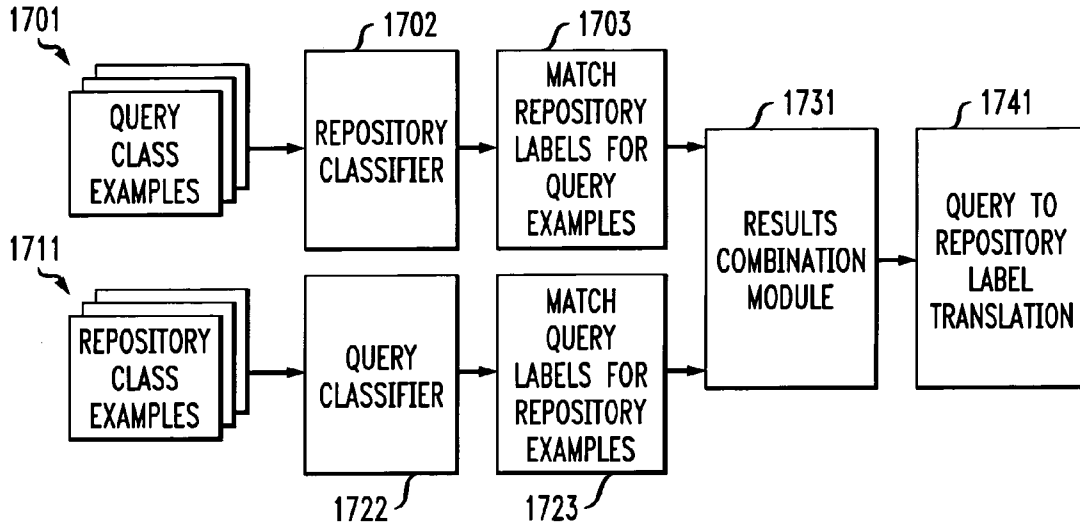 1701
QUERY
CLASS
EXAMPLES
1702
REPOSITORY
CLASSIFIER
1703
MATCH
REPOSITORY
LABELS FOR
QUERY
EXAMPLES
1711
REPOSITORY
CLASS
EXAMPLES
QUERY
CLASSIFIER
1722
MATCH
QUERY
LABELS FOR
REPOSITORY
EXAMPLES
1723
1731
RESULTS
COMBINATION
MODULE
1741
QUERY TO
REPOSITORY
LABEL
TRANSLATION